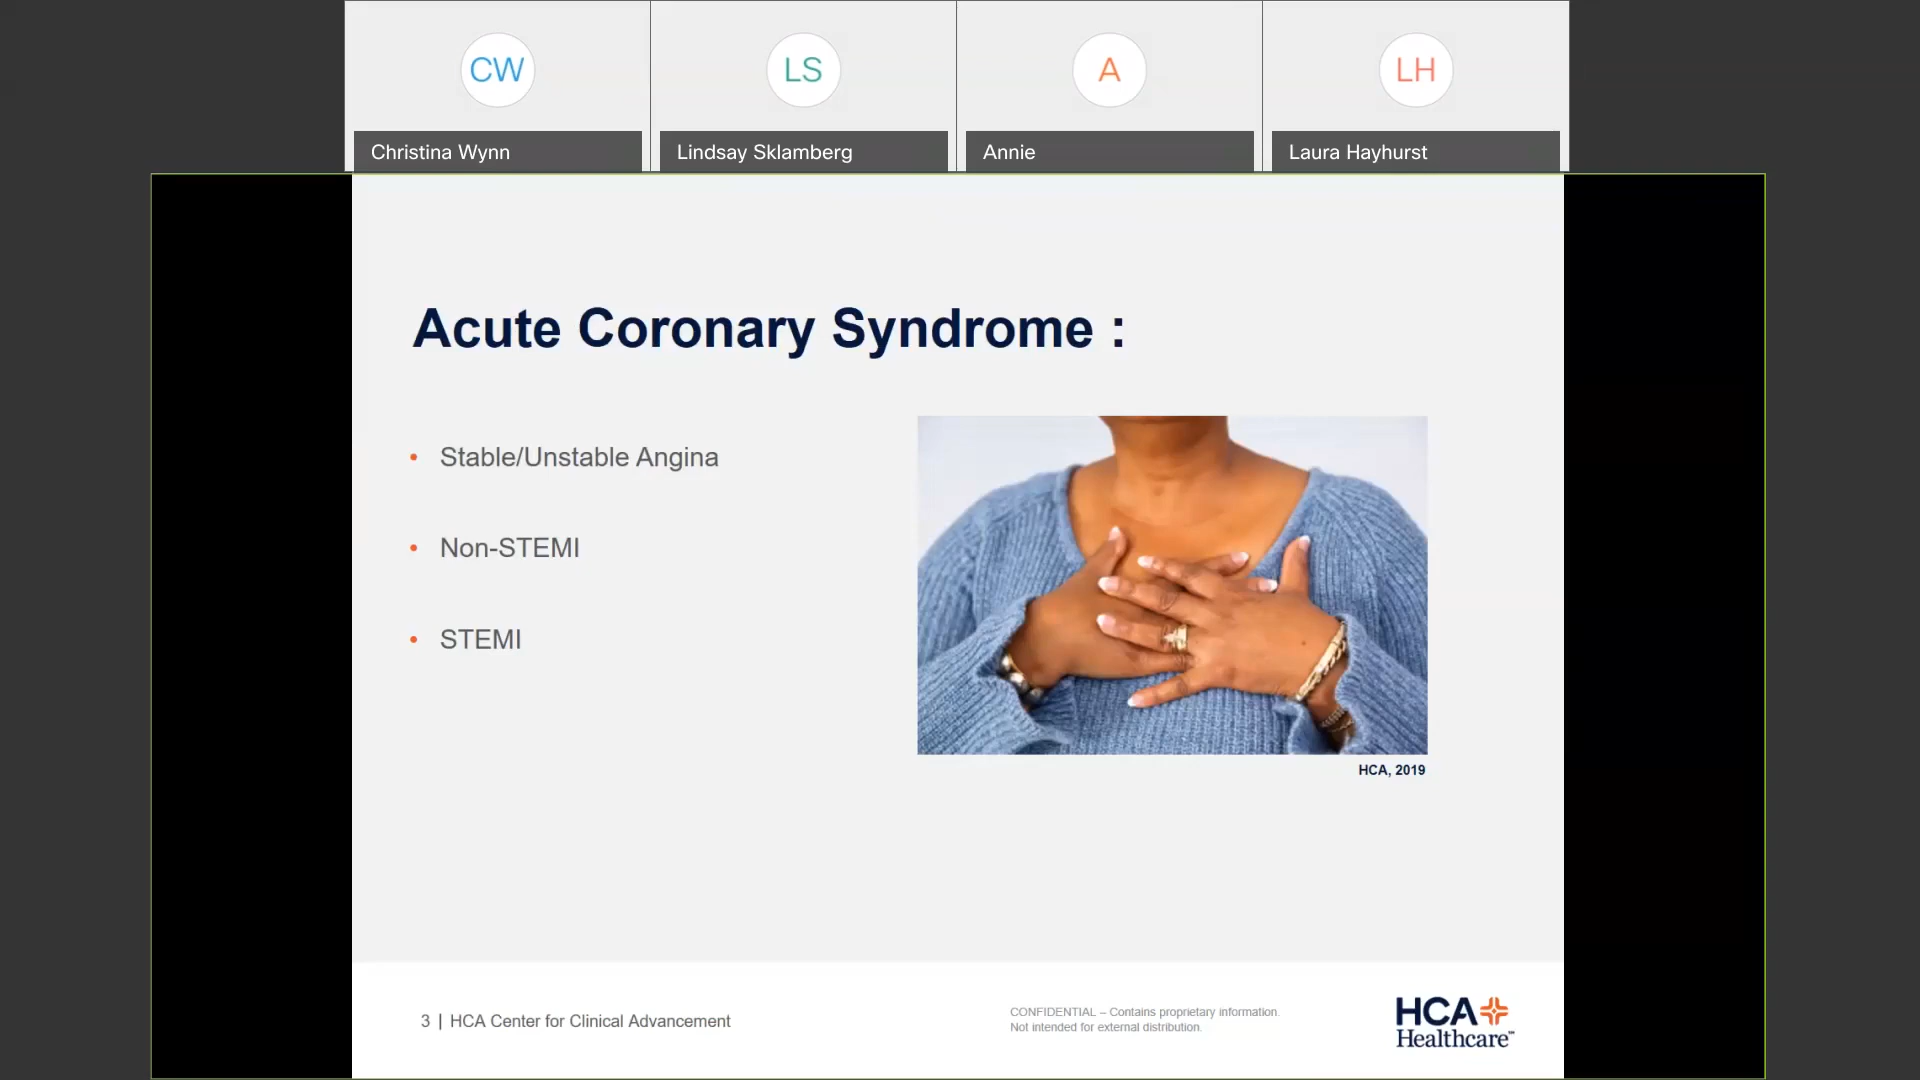 CW
LS
A
LH
Christina Wynn
Lindsay Sklamberg
Annie
Laura Hayhurst
Acute Coronary Syndrome :
• Stable/Unstable Angina
• Non-STEMI
• STEMI
HCA, 2019
3 | HCA Center for Clinical Advancement
CONFIDENTIAL – Contains proprietary information.
Not intended for external distribution.
HCA
Healthcare™